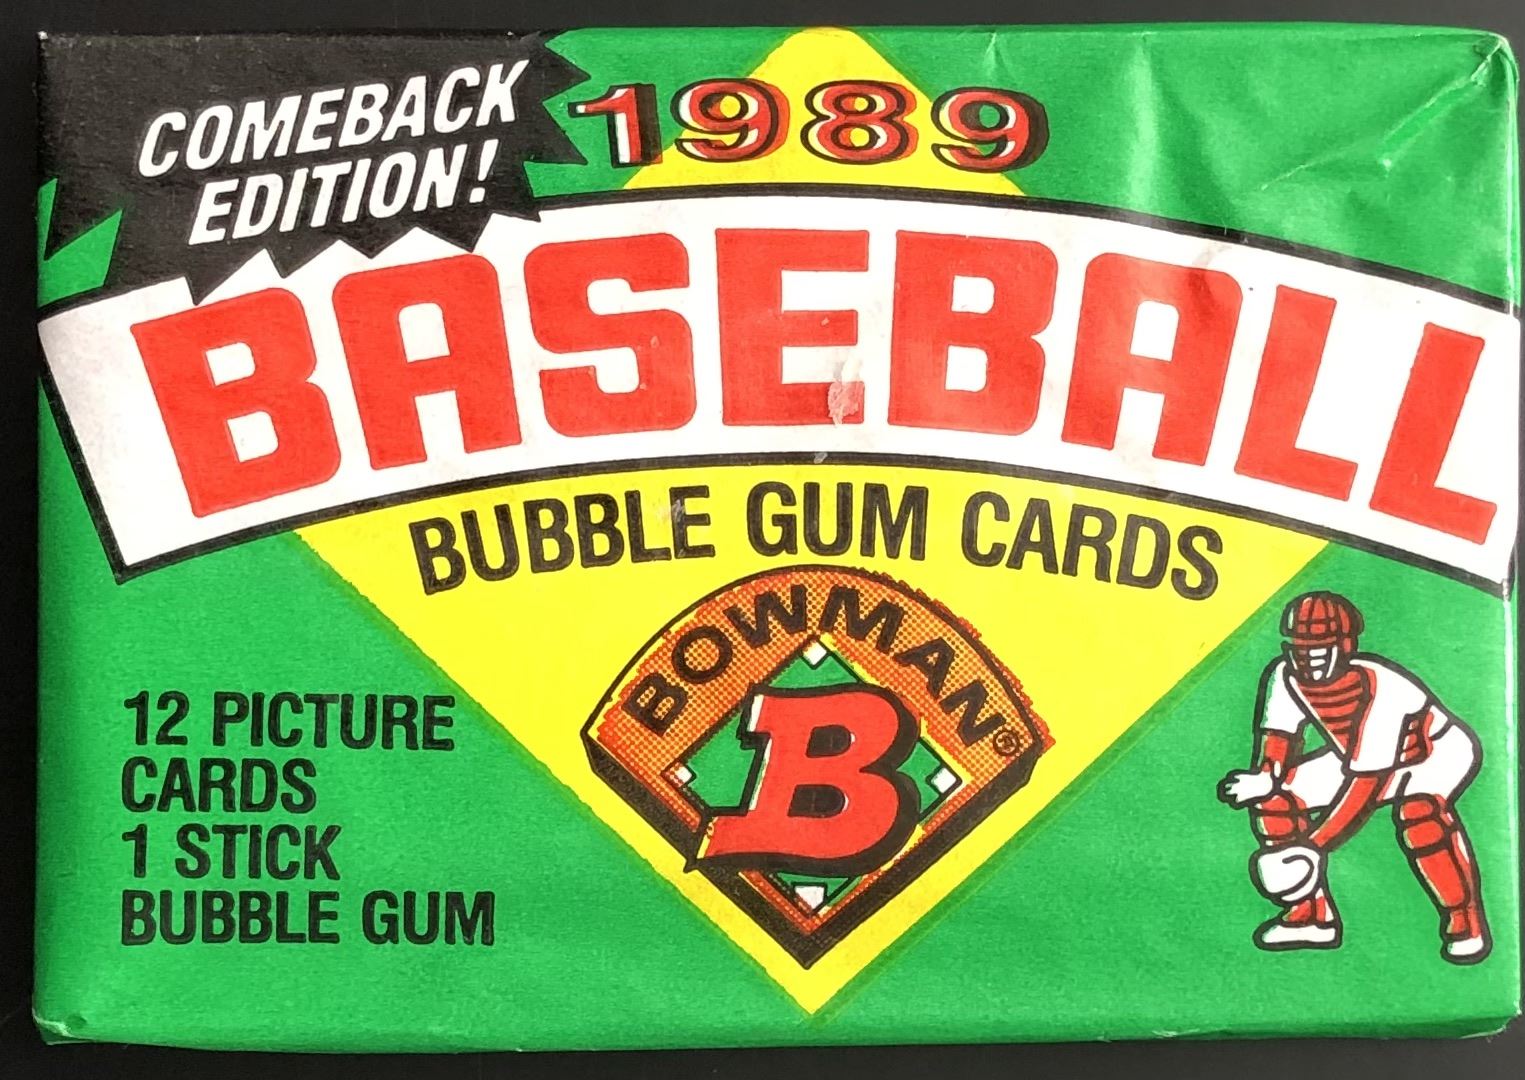 COMEBACK
EDITION!
1989
BASEBALL
BUBBLE GUM CARDS
BOWMAN®
B
12 PICTURE
CARDS
1 STICK
BUBBLE GUM